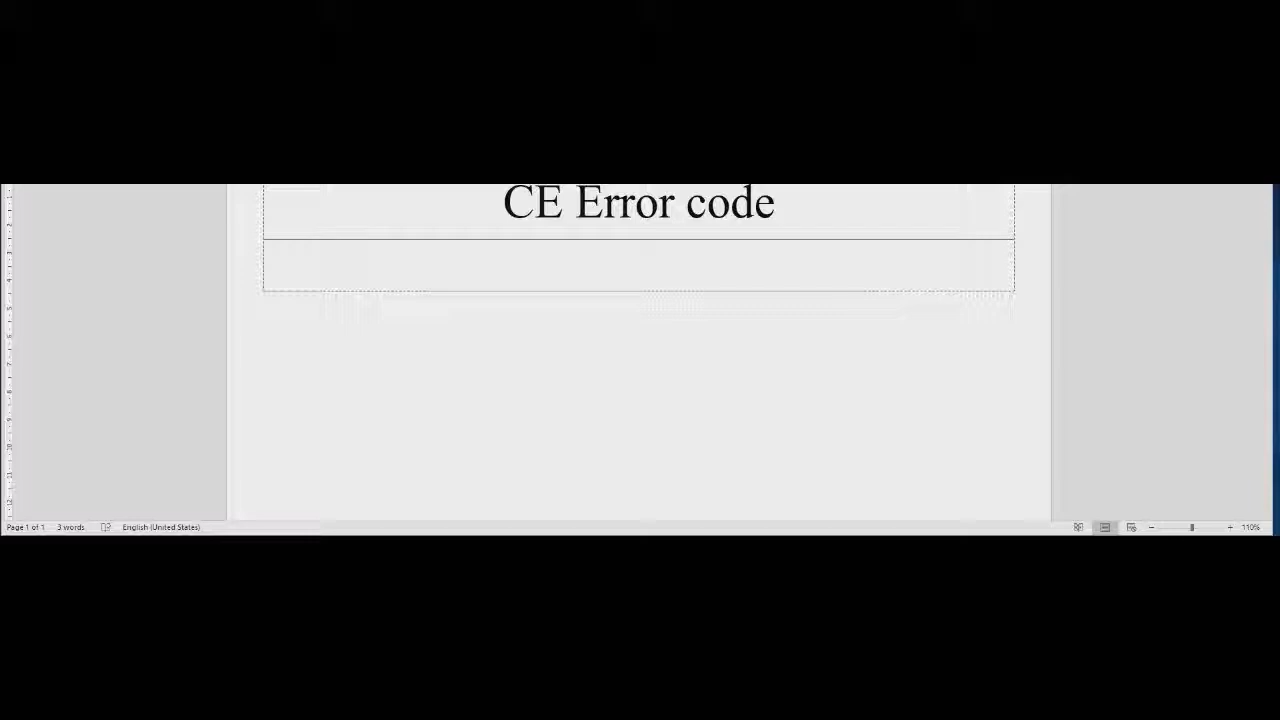 CE Error code
Page 1 of 1 3 words English (United States) 110%